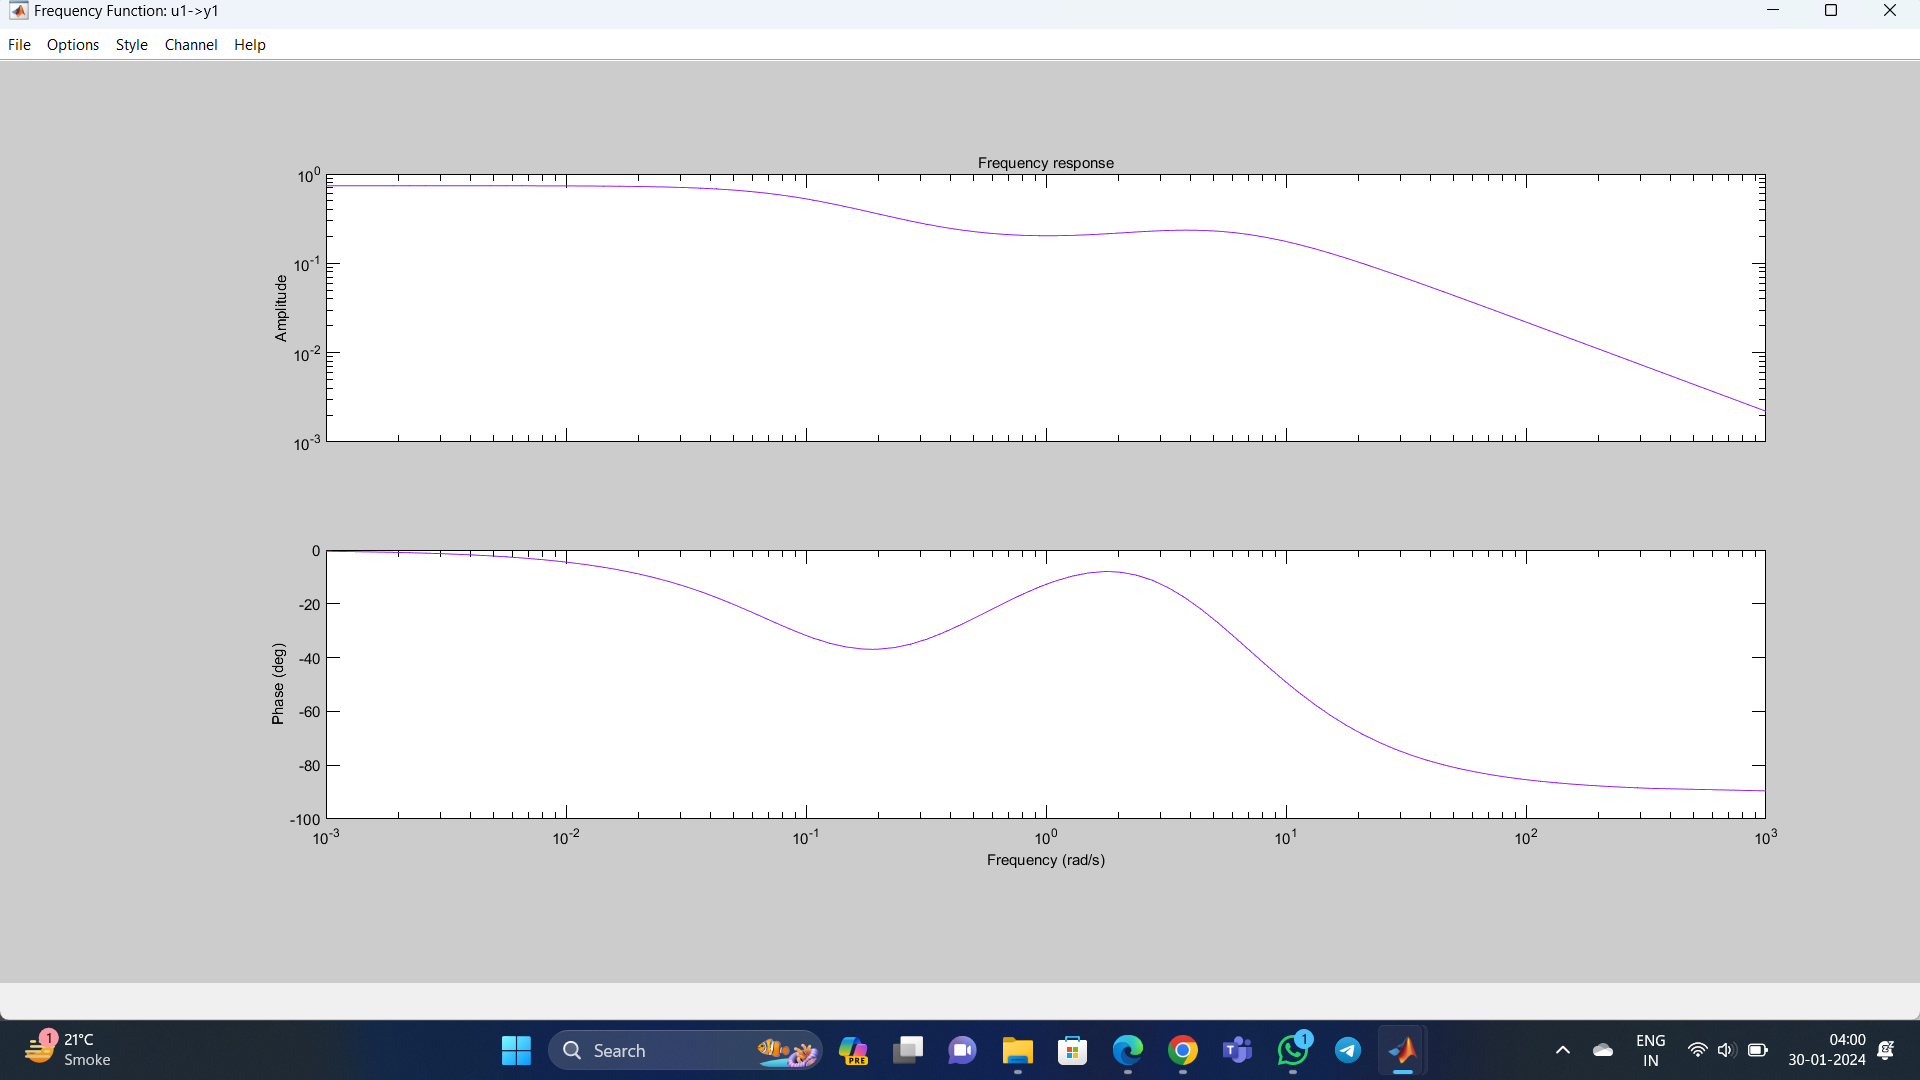 Frequency Function: u1->y1
File Options Style Channel Help
Frequency response
10^0
10^-1
10^-2
10^-3
Amplitude
0
-20
-40
-60
-80
-100
Phase (deg)
10^-3 10^-2 10^-1 10^0 10^1 10^2 10^3
Frequency (rad/s)
1
21°C
Smoke
Search
PRE
T
1
ENG
IN
04:00
30-01-2024